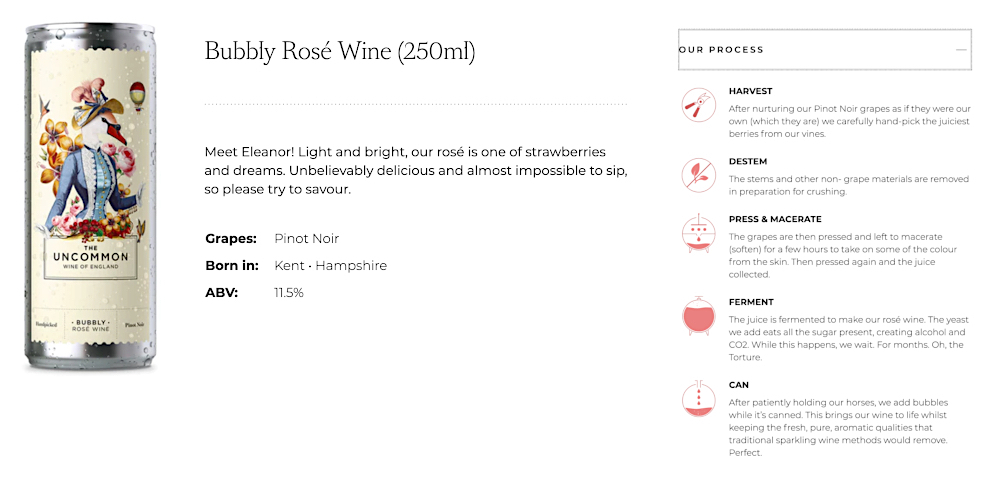 THE
UNCOMMON
WINE OF ENGLAND
Handpicked
• BUBBLY •
ROSÉ WINE
Pinot Noir
Bubbly Rosé Wine (250ml)
Meet Eleanor! Light and bright, our rosé is one of strawberries
and dreams. Unbelievably delicious and almost impossible to sip,
so please try to savour.
Grapes: Pinot Noir
Born in: Kent • Hampshire
ABV: 11.5%
OUR PROCESS
HARVEST
After nurturing our Pinot Noir grapes as if they were our
own (which they are) we carefully hand-pick the juiciest
berries from our vines.
DESTEM
The stems and other non- grape materials are removed
in preparation for crushing.
PRESS & MACERATE
The grapes are then pressed and left to macerate
(soften) for a few hours to take on some of the colour
from the skin. Then pressed again and the juice
collected.
FERMENT
The juice is fermented to make our rosé wine. The yeast
we add eats all the sugar present, creating alcohol and
CO2. While this happens, we wait. For months. Oh, the
Torture.
CAN
After patiently holding our horses, we add bubbles
while it's canned. This brings our wine to life whilst
keeping the fresh, pure, aromatic qualities that
traditional sparkling wine methods would remove.
Perfect.